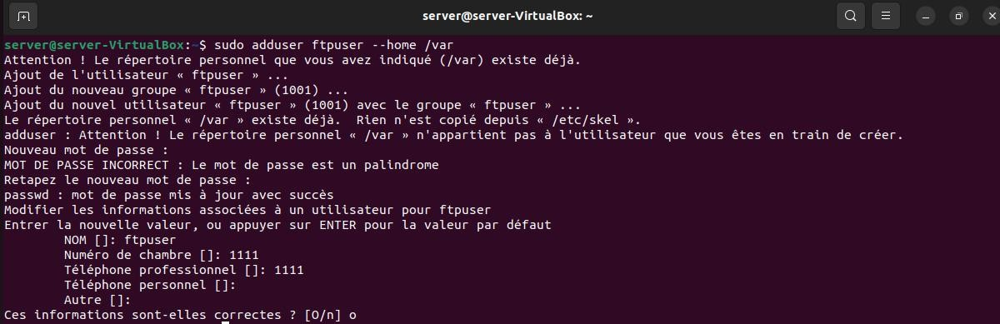 server@server-VirtualBox: ~
server@server-VirtualBox:~$ sudo adduser ftpuser --home /var
Attention ! Le répertoire personnel que vous avez indiqué (/var) existe déjà.
Ajout de l'utilisateur « ftpuser » ...
Ajout du nouveau groupe « ftpuser » (1001) ...
Ajout du nouvel utilisateur « ftpuser » (1001) avec le groupe « ftpuser » ...
Le répertoire personnel « /var » existe déjà.  Rien n'est copié depuis « /etc/skel ».
adduser : Attention ! Le répertoire personnel « /var » n'appartient pas à l'utilisateur que vous êtes en train de créer.
Nouveau mot de passe :
MOT DE PASSE INCORRECT : Le mot de passe est un palindrome
Retapez le nouveau mot de passe :
passwd : mot de passe mis à jour avec succès
Modifier les informations associées à un utilisateur pour ftpuser
Entrer la nouvelle valeur, ou appuyer sur ENTER pour la valeur par défaut
NOM []: ftpuser
Numéro de chambre []: 1111
Téléphone professionnel []: 1111
Téléphone personnel []:
Autre []:
Ces informations sont-elles correctes ? [O/n] o